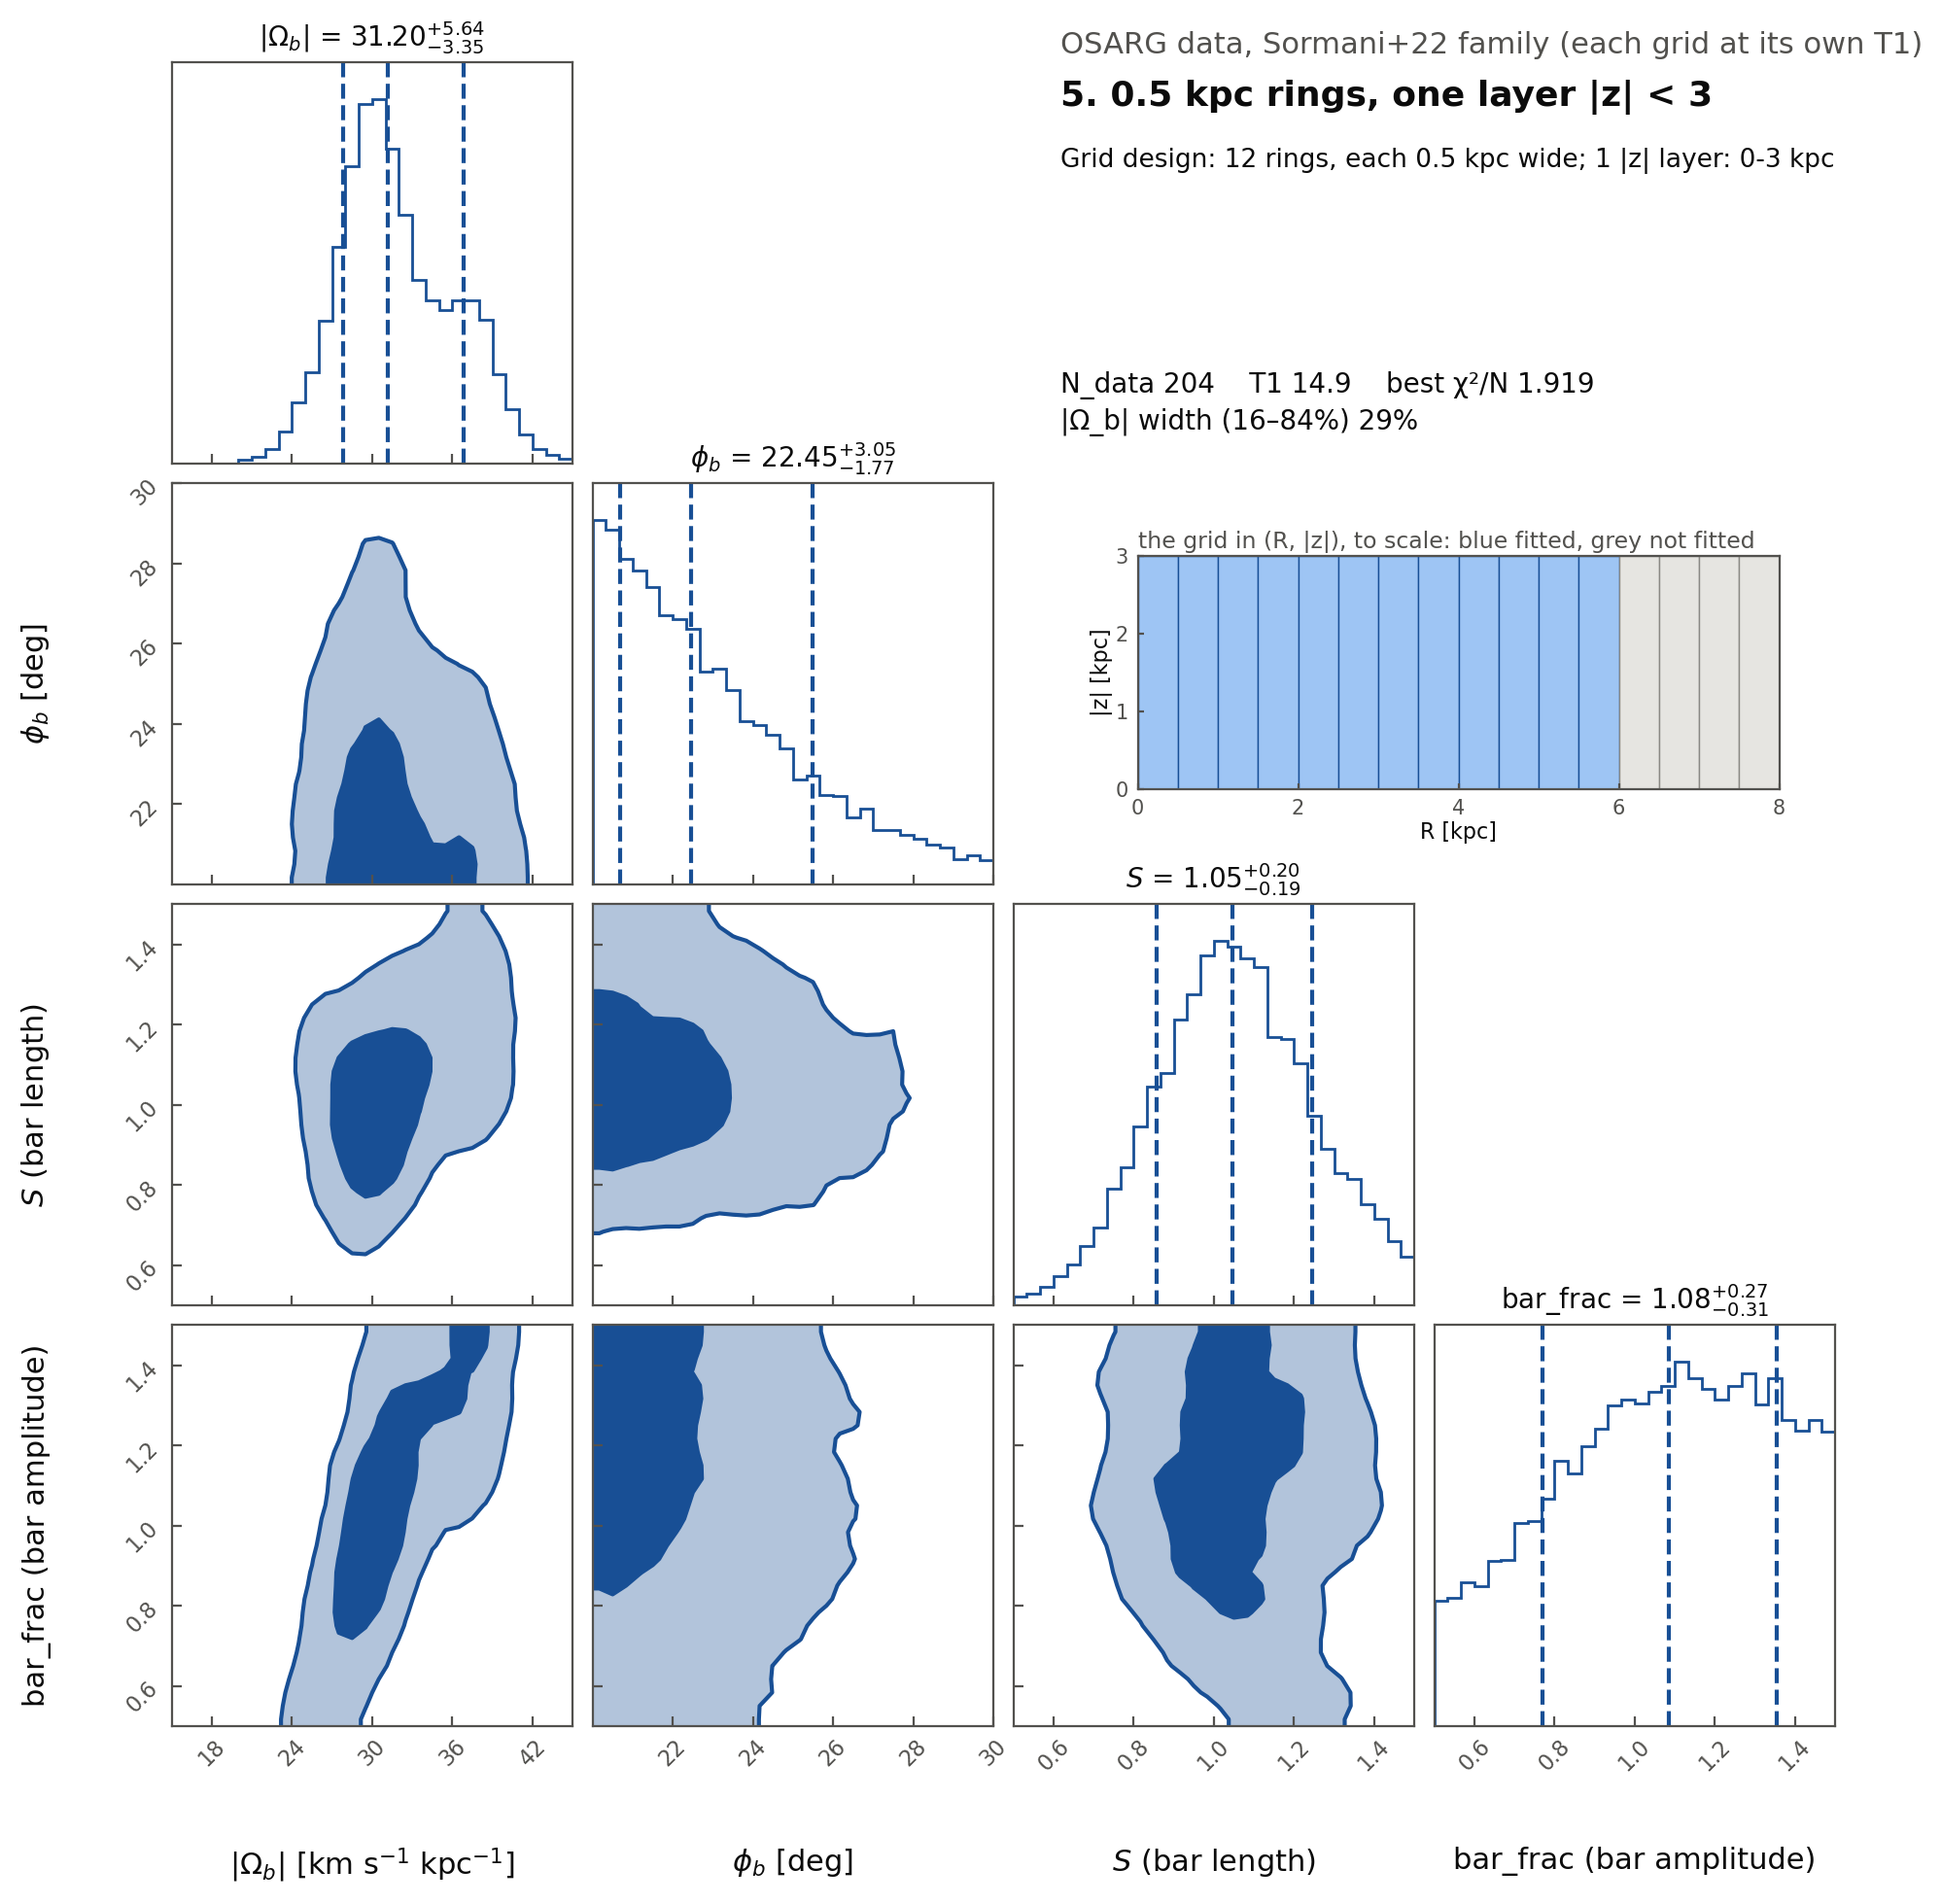 |Ω_b| = 31.20^{+5.64}_{−3.35}
OSARG data, Sormani+22 family (each grid at its own T1)
5. 0.5 kpc rings, one layer |z| < 3
Grid design: 12 rings, each 0.5 kpc wide; 1 |z| layer: 0-3 kpc
N_data 204 T1 14.9 best χ²/N 1.919
|Ω_b| width (16–84%) 29%
ϕ_b = 22.45^{+3.05}_{−1.77}
the grid in (R, |z|), to scale: blue fitted, grey not fitted
3
2
1
0
|z| [kpc]
0 2 4 6 8
R [kpc]
30
28
26
24
22
ϕ_b [deg]
S = 1.05^{+0.20}_{−0.19}
1.4
1.2
1.0
0.8
0.6
S (bar length)
bar_frac = 1.08^{+0.27}_{−0.31}
1.4
1.2
1.0
0.8
0.6
bar_frac (bar amplitude)
18 24 30 36 42
22 24 26 28 30
0.6 0.8 1.0 1.2 1.4
0.6 0.8 1.0 1.2 1.4
|Ω_b| [km s^{−1} kpc^{−1}]
ϕ_b [deg]
S (bar length)
bar_frac (bar amplitude)